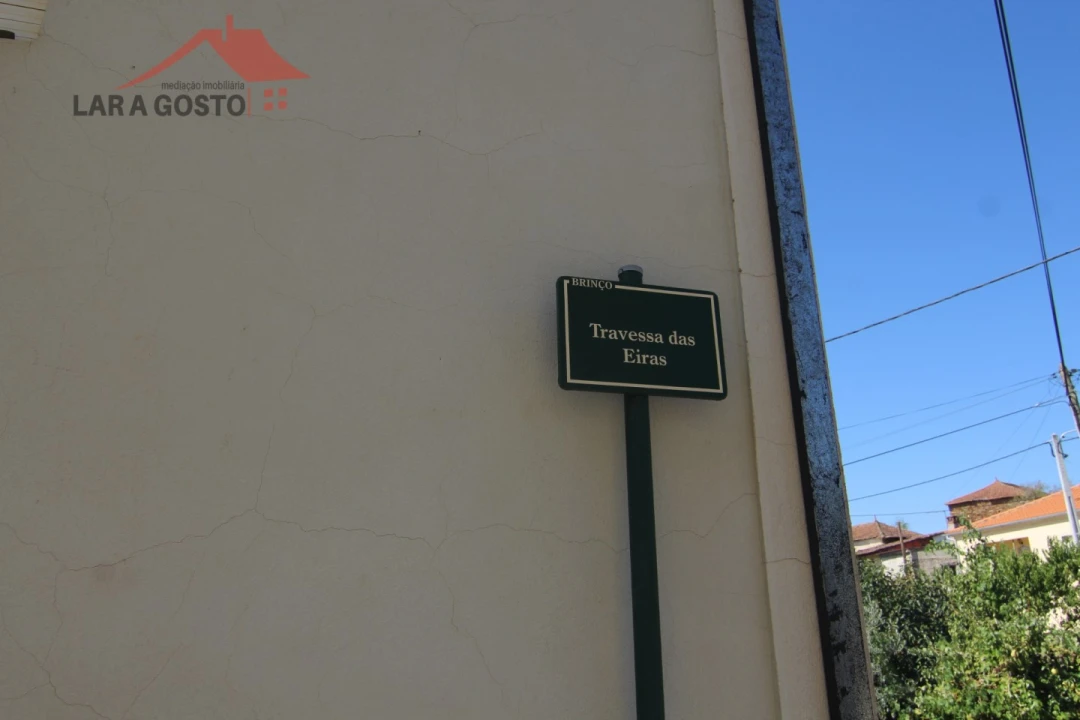 mediação imobiliária
LAR A GOSTO
BRINÇO
Travessa das
Eiras